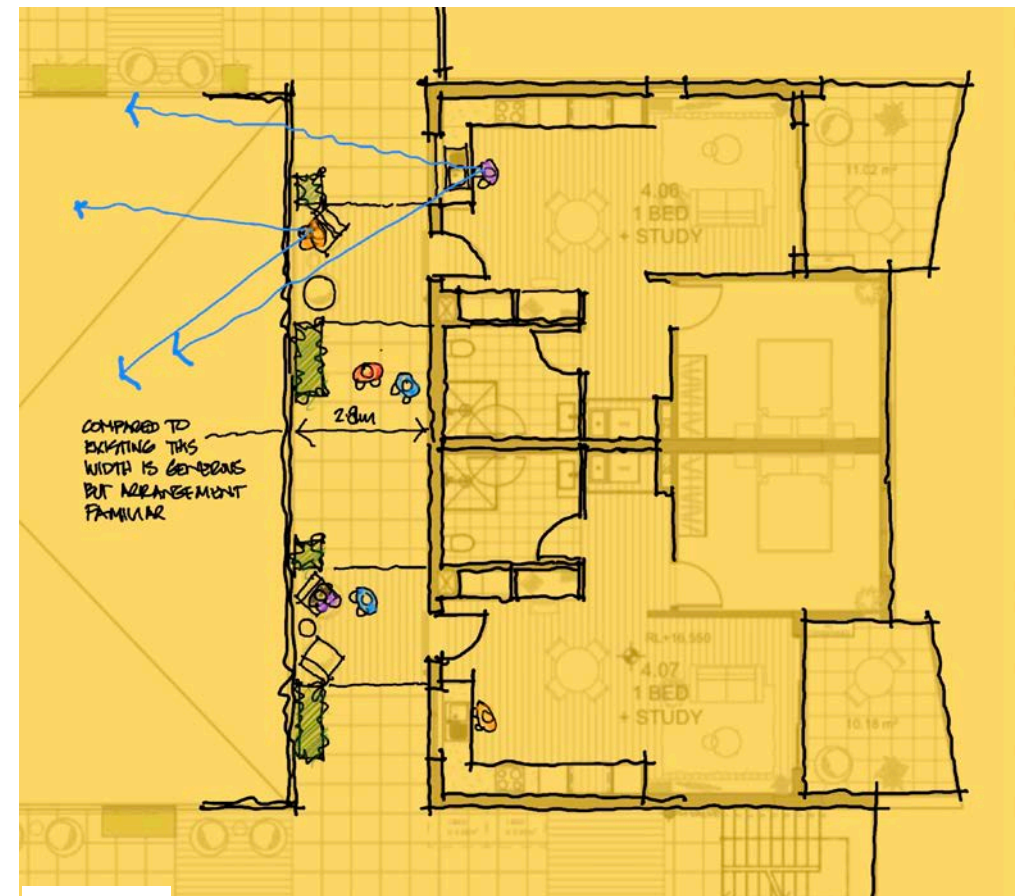 11.02 m²
4.06
1 BED
+ STUDY
2.8m
COMPARED TO
EXISTING THIS
WIDTH IS GENEROUS
BUT ARRANGEMENT
FAMILIAR
RL+16.550
4.07
1 BED
+ STUDY
10.16 m²